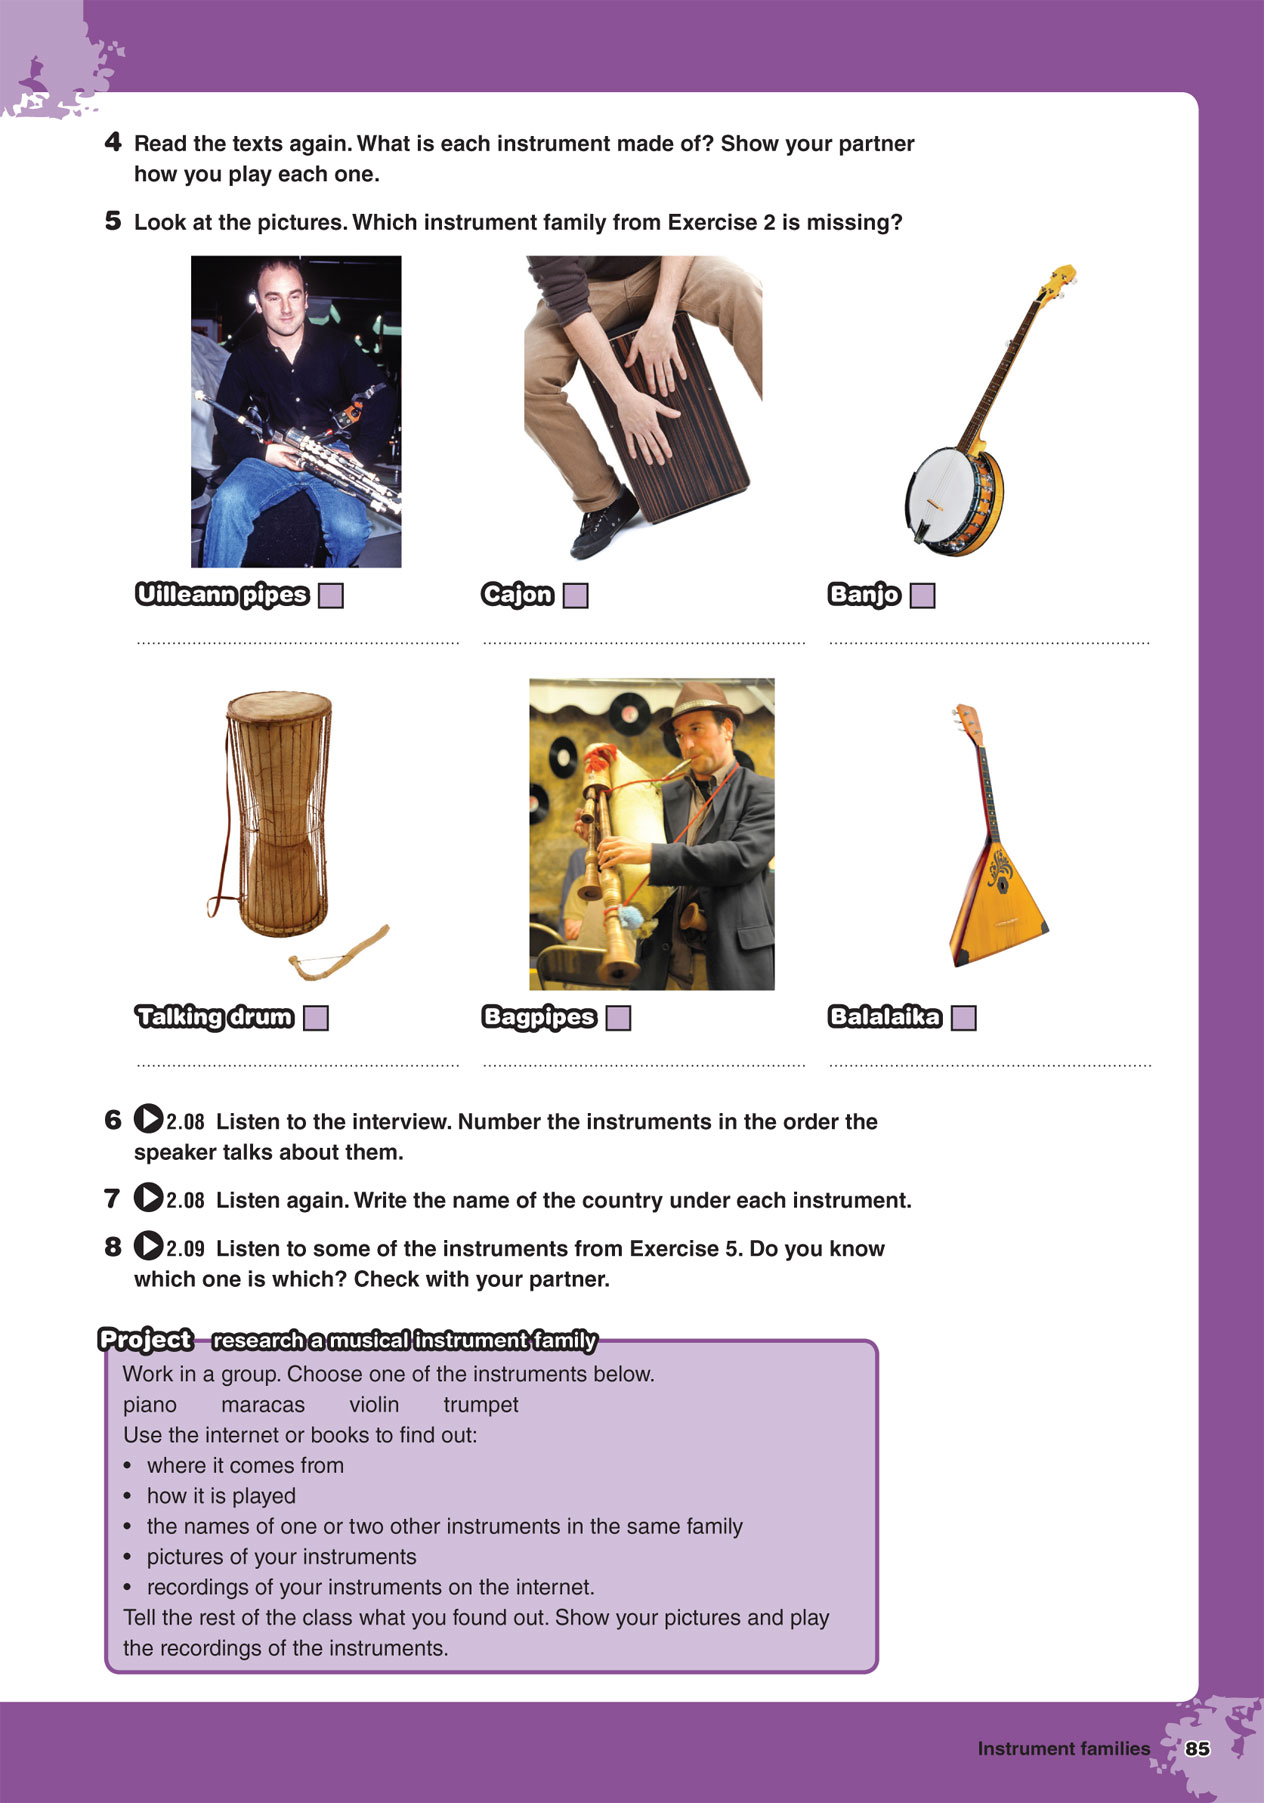 4 Read the texts again. What is each instrument made of? Show your partner
how you play each one.
5 Look at the pictures. Which instrument family from Exercise 2 is missing?
Uilleann pipes
Cajon
Banjo
Talking drum
Bagpipes
Balalaika
6 2.08 Listen to the interview. Number the instruments in the order the
speaker talks about them.
7 2.08 Listen again. Write the name of the country under each instrument.
8 2.09 Listen to some of the instruments from Exercise 5. Do you know
which one is which? Check with your partner.
Project research a musical instrument family
Work in a group. Choose one of the instruments below.
piano maracas violin trumpet
Use the internet or books to find out:
• where it comes from
• how it is played
• the names of one or two other instruments in the same family
• pictures of your instruments
• recordings of your instruments on the internet.
Tell the rest of the class what you found out. Show your pictures and play
the recordings of the instruments.
Instrument families 85